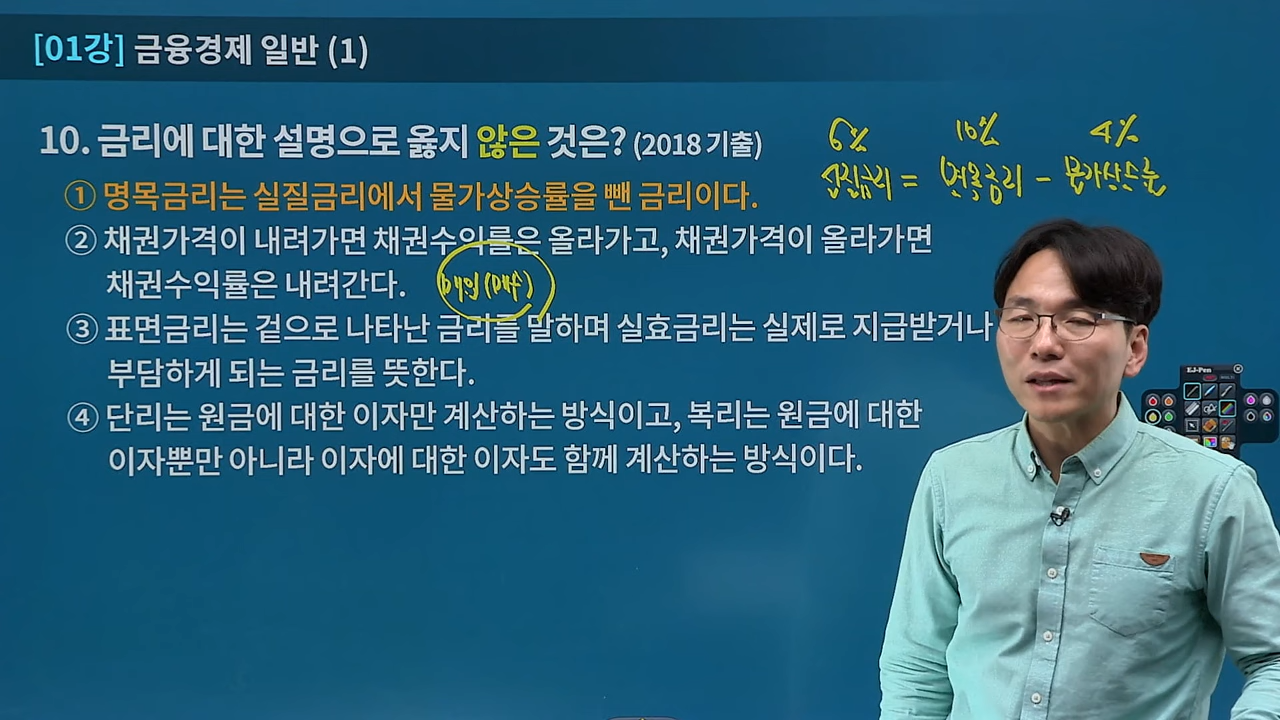 [01강] 금융경제 일반 (1)
10. 금리에 대한 설명으로 옳지 않은 것은? (2018 기출)
6% 10% 4%
실질금리 = 명목금리 - 물가상승률
① 명목금리는 실질금리에서 물가상승률을 뺀 금리이다.
② 채권가격이 내려가면 채권수익률은 올라가고, 채권가격이 올라가면
채권수익률은 내려간다.
③ 표면금리는 겉으로 나타난 금리를 말하며 실효금리는 실제로 지급받거나
부담하게 되는 금리를 뜻한다.
④ 단리는 원금에 대한 이자만 계산하는 방식이고, 복리는 원금에 대한
이자뿐만 아니라 이자에 대한 이자도 함께 계산하는 방식이다.
EJ-Pen